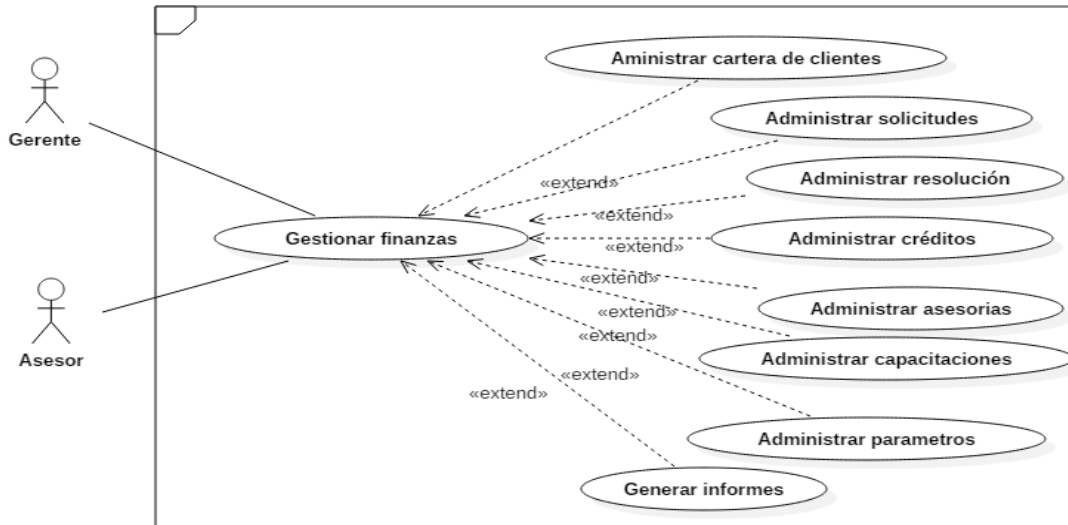 Aministrar cartera de clientes
Gerente
Administrar solicitudes
«extend»
Administrar resolución
«extend»
Gestionar finanzas
«extend»
Administrar créditos
«extend»
Asesor
Administrar asesorias
«extend»
«extend»
Administrar capacitaciones
«extend»
«extend»
Administrar parametros
Generar informes